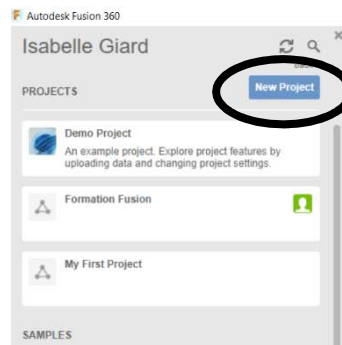 Autodesk Fusion 360
Isabelle Giard
PROJECTS
New Project
Demo Project
An example project. Explore project features by
uploading data and changing project settings.
Formation Fusion
My First Project
SAMPLES